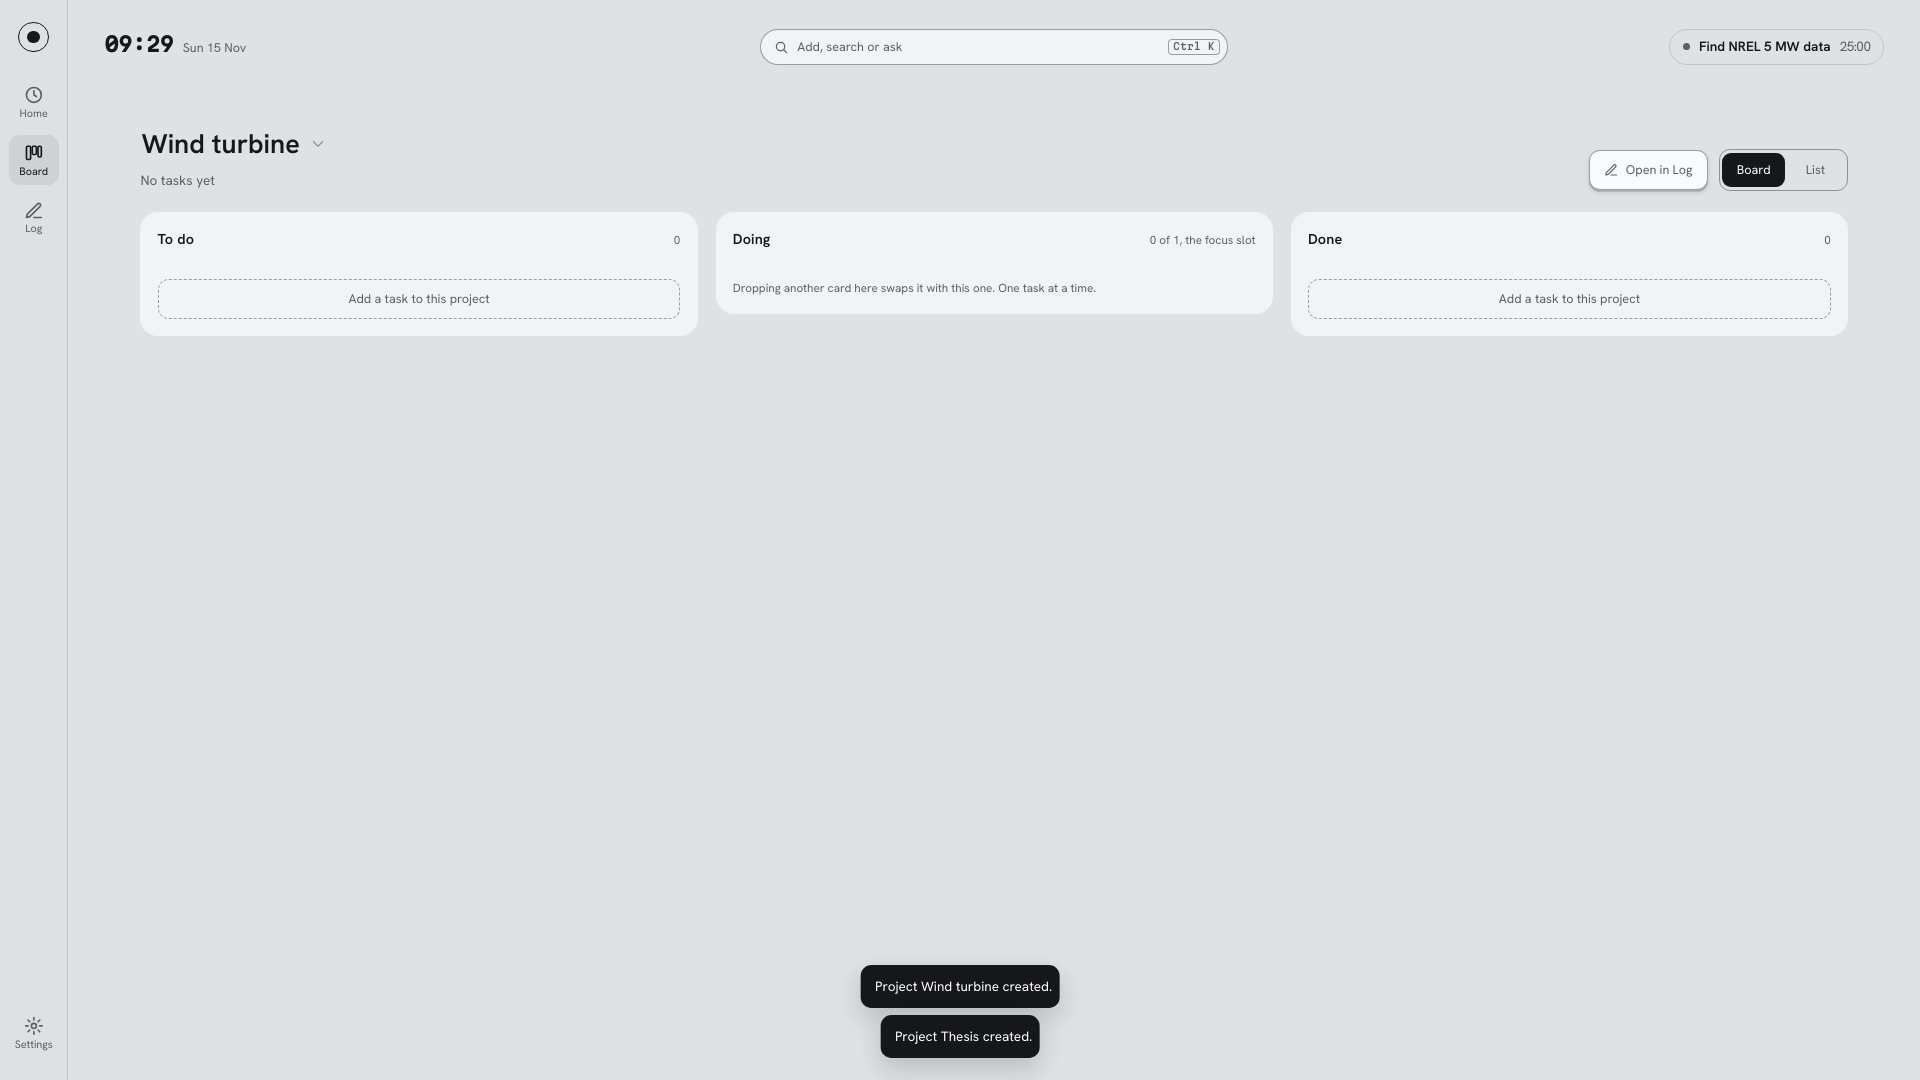 09:29 Sun 15 Nov
Add, search or ask
Ctrl K
Find NREL 5 MW data 25:00
Home
Board
Log
Settings
Wind turbine
No tasks yet
Open in Log
Board
List
To do
0
Add a task to this project
Doing
0 of 1, the focus slot
Dropping another card here swaps it with this one. One task at a time.
Done
0
Add a task to this project
Project Wind turbine created.
Project Thesis created.